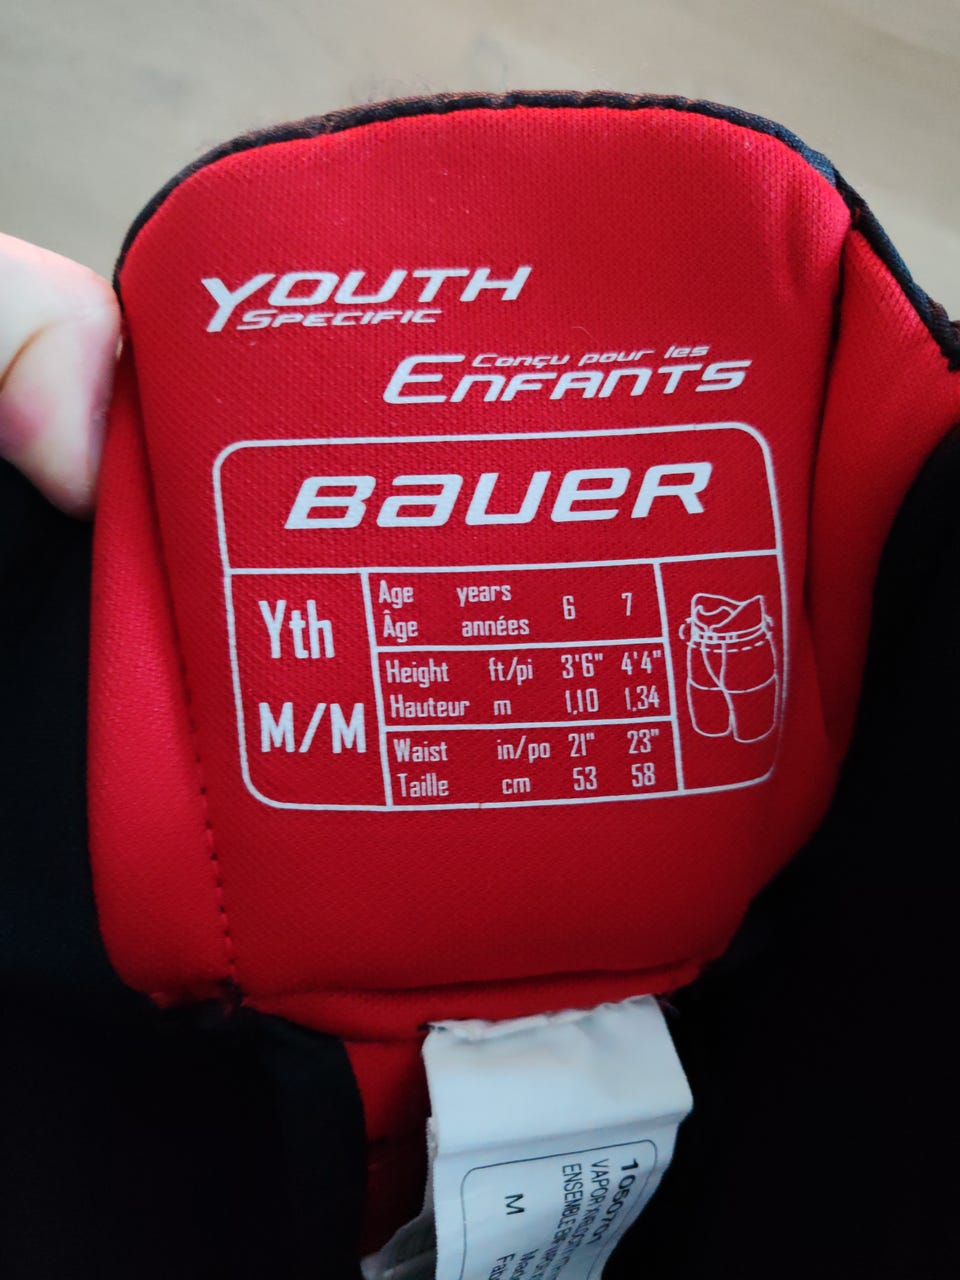 YOUTH
SPECIFIC
Conçu pour les
ENFANTS
BAUER
Yth
M/M
Age years 6 7
Âge années
Height ft/pi 3'6" 4'4"
Hauteur m 1,10 1,34
Waist in/po 21" 23"
Taille cm 53 58
ENSEMBLE
M